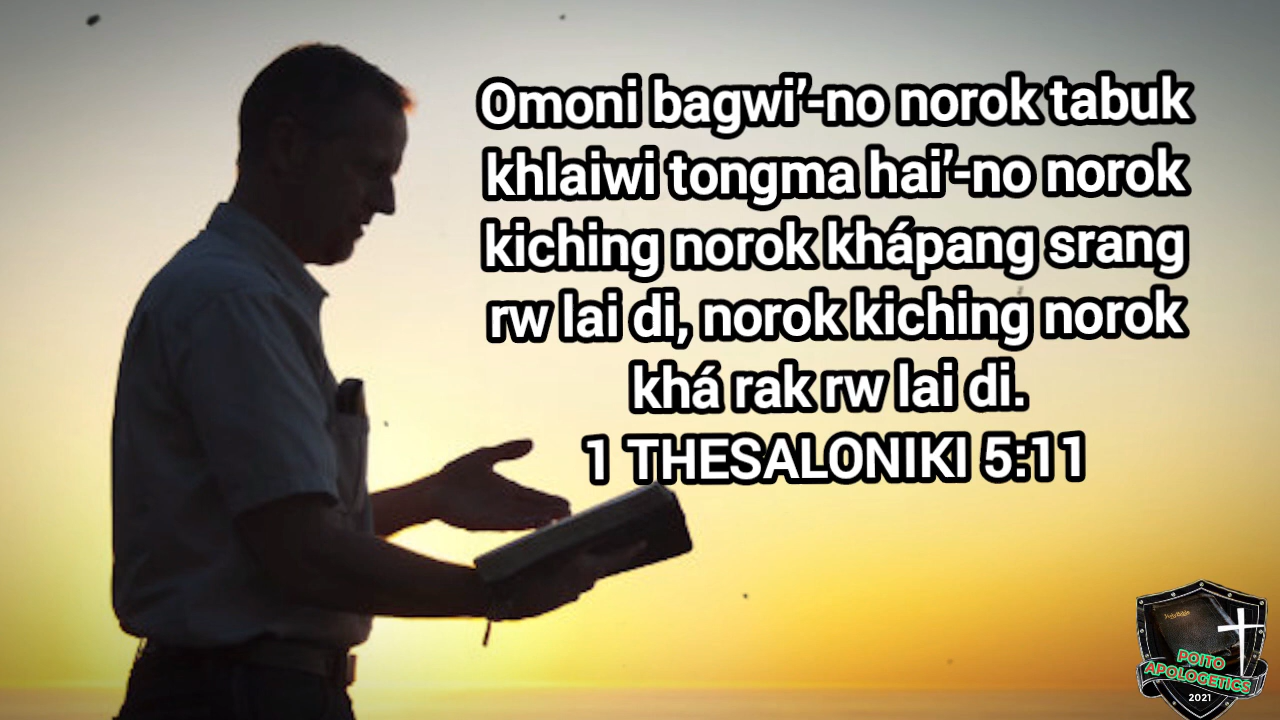 Omoni bagwi’-no norok tabuk
khlaiwi tongma hai’-no norok
kiching norok khápang srang
rw lai di, norok kiching norok
khá rak rw lai di.
1 THESALONIKI 5:11
POITO
APOLOGETICS
2021